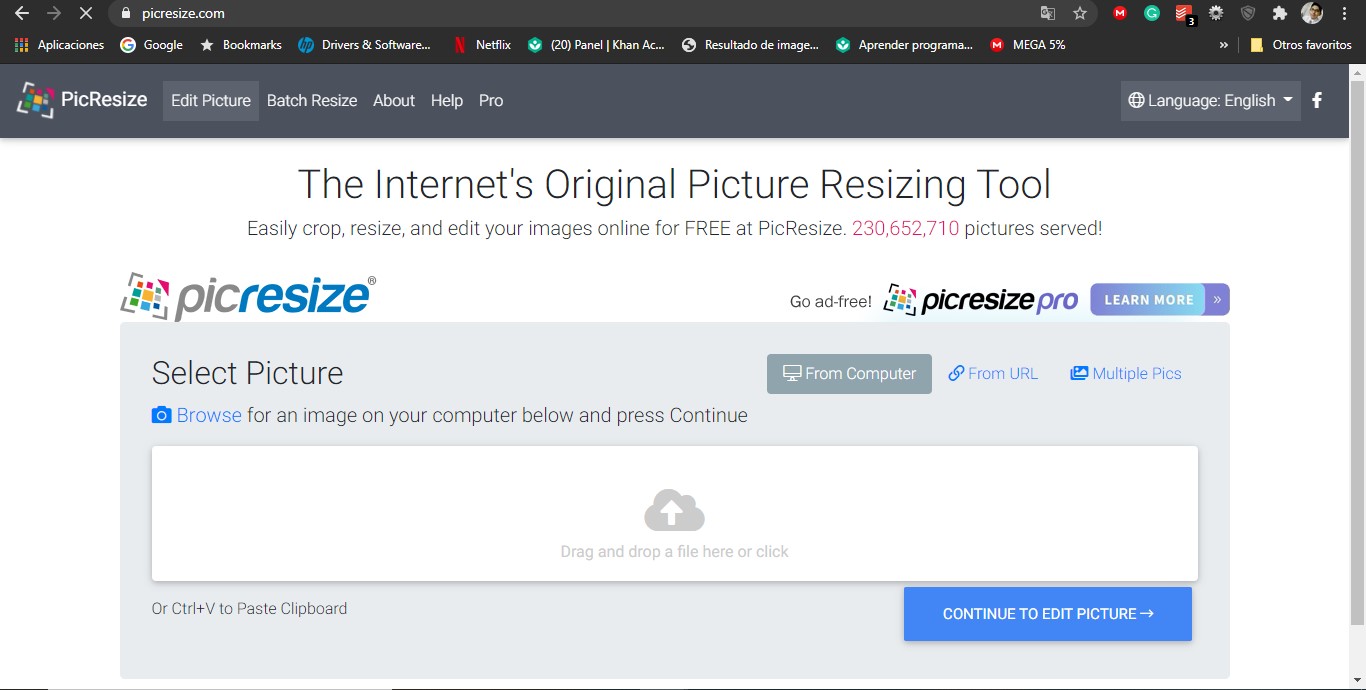 picresize.com
3
Aplicaciones Google Bookmarks Drivers & Software... Netflix (20) Panel | Khan Ac... Resultado de image... Aprender programa... MEGA 5% » Otros favoritos
PicResize Edit Picture Batch Resize About Help Pro Language: English
The Internet's Original Picture Resizing Tool
Easily crop, resize, and edit your images online for FREE at PicResize. 230,652,710 pictures served!
picresize® Go ad-free! picresize pro LEARN MORE »
Select Picture From Computer From URL Multiple Pics
Browse for an image on your computer below and press Continue
Drag and drop a file here or click
Or Ctrl+V to Paste Clipboard
CONTINUE TO EDIT PICTURE →